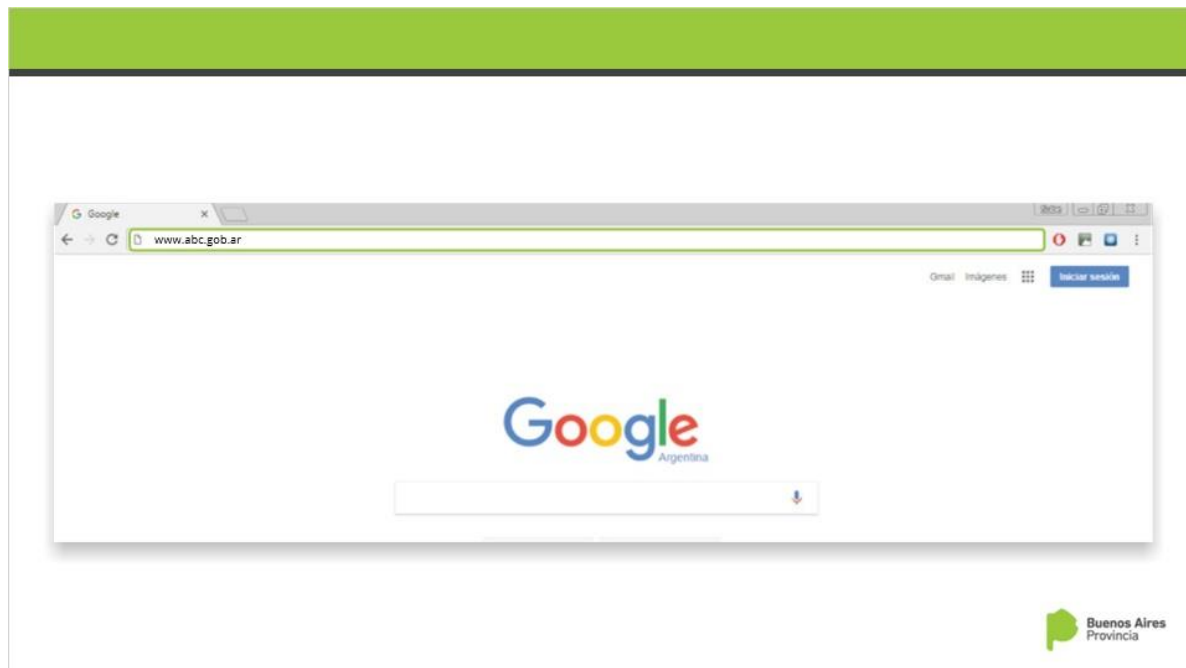 Google
www.abc.gob.ar
Gmail Imágenes Iniciar sesión
Google
Argentina
Buenos Aires
Provincia